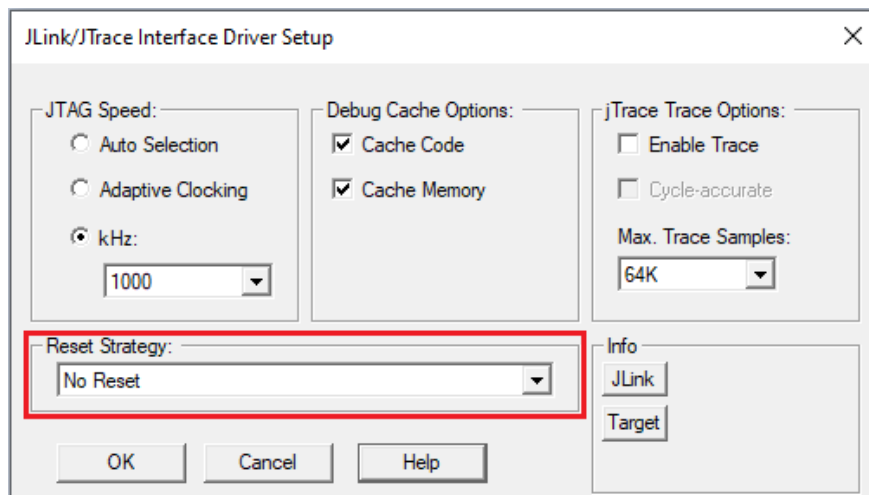 JLink/JTrace Interface Driver Setup
JTAG Speed:
Auto Selection
Adaptive Clocking
kHz:
1000
Debug Cache Options:
Cache Code
Cache Memory
jTrace Trace Options:
Enable Trace
Cycle-accurate
Max. Trace Samples:
64K
Reset Strategy:
No Reset
Info
JLink
Target
OK
Cancel
Help